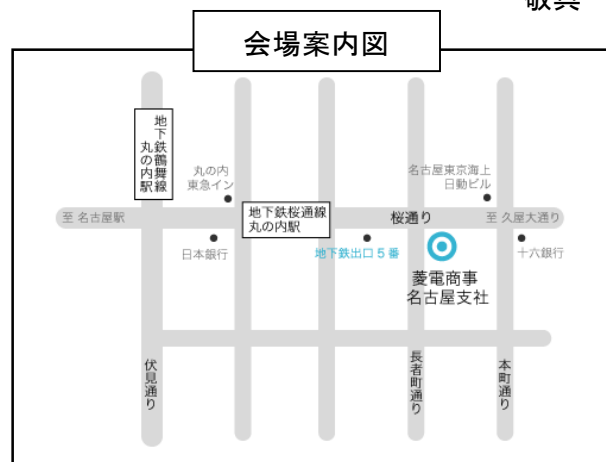 敬具
会場案内図
地下鉄鶴舞線
丸の内駅
丸の内
東急イン
名古屋東京海上
日動ビル
至 名古屋駅
地下鉄桜通線
丸の内駅
桜通り
至 久屋大通り
日本銀行
地下鉄出口 5 番
十六銀行
菱電商事
名古屋支社
伏見通り
長者町通り
本町通り